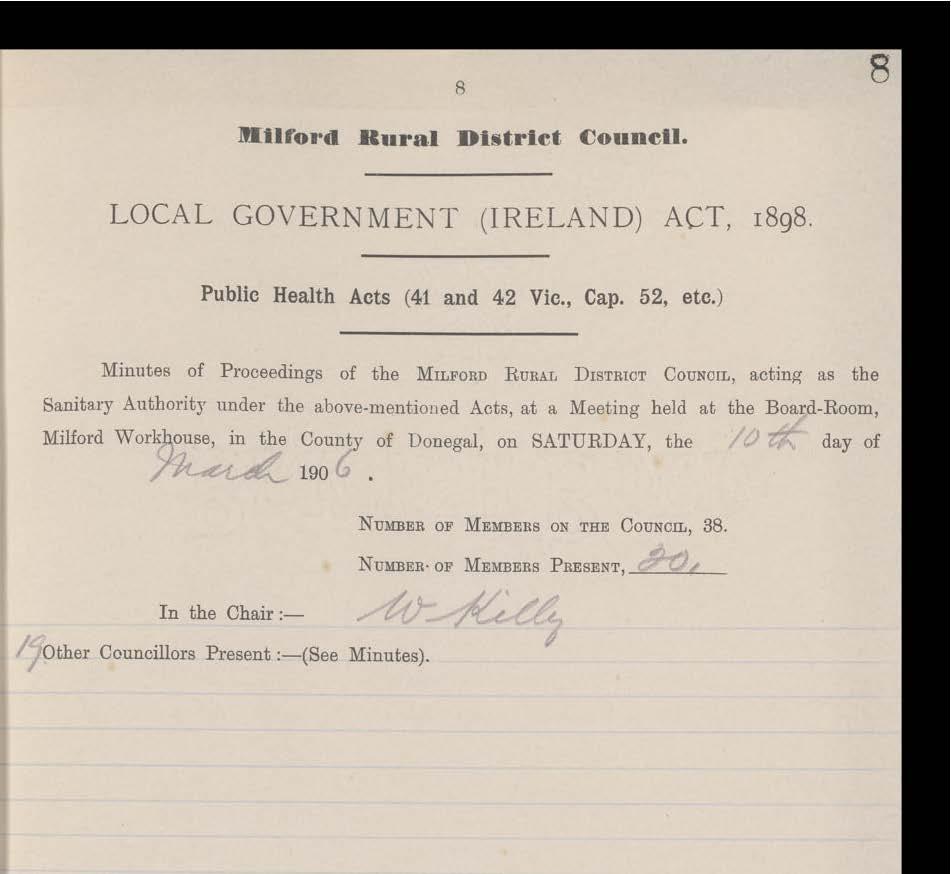 8
8
Milford Rural District Council.
LOCAL GOVERNMENT (IRELAND) ACT, 1898.
Public Health Acts (41 and 42 Vic., Cap. 52, etc.)
Minutes of Proceedings of the MILFORD RURAL DISTRICT COUNCIL, acting as the
Sanitary Authority under the above-mentioned Acts, at a Meeting held at the Board-Room,
Milford Workhouse, in the County of Donegal, on SATURDAY, the 10th day of
March 1906.
NUMBER OF MEMBERS ON THE COUNCIL, 38.
NUMBER OF MEMBERS PRESENT, 20.
In the Chair:— W Kelly
19 Other Councillors Present:—(See Minutes).